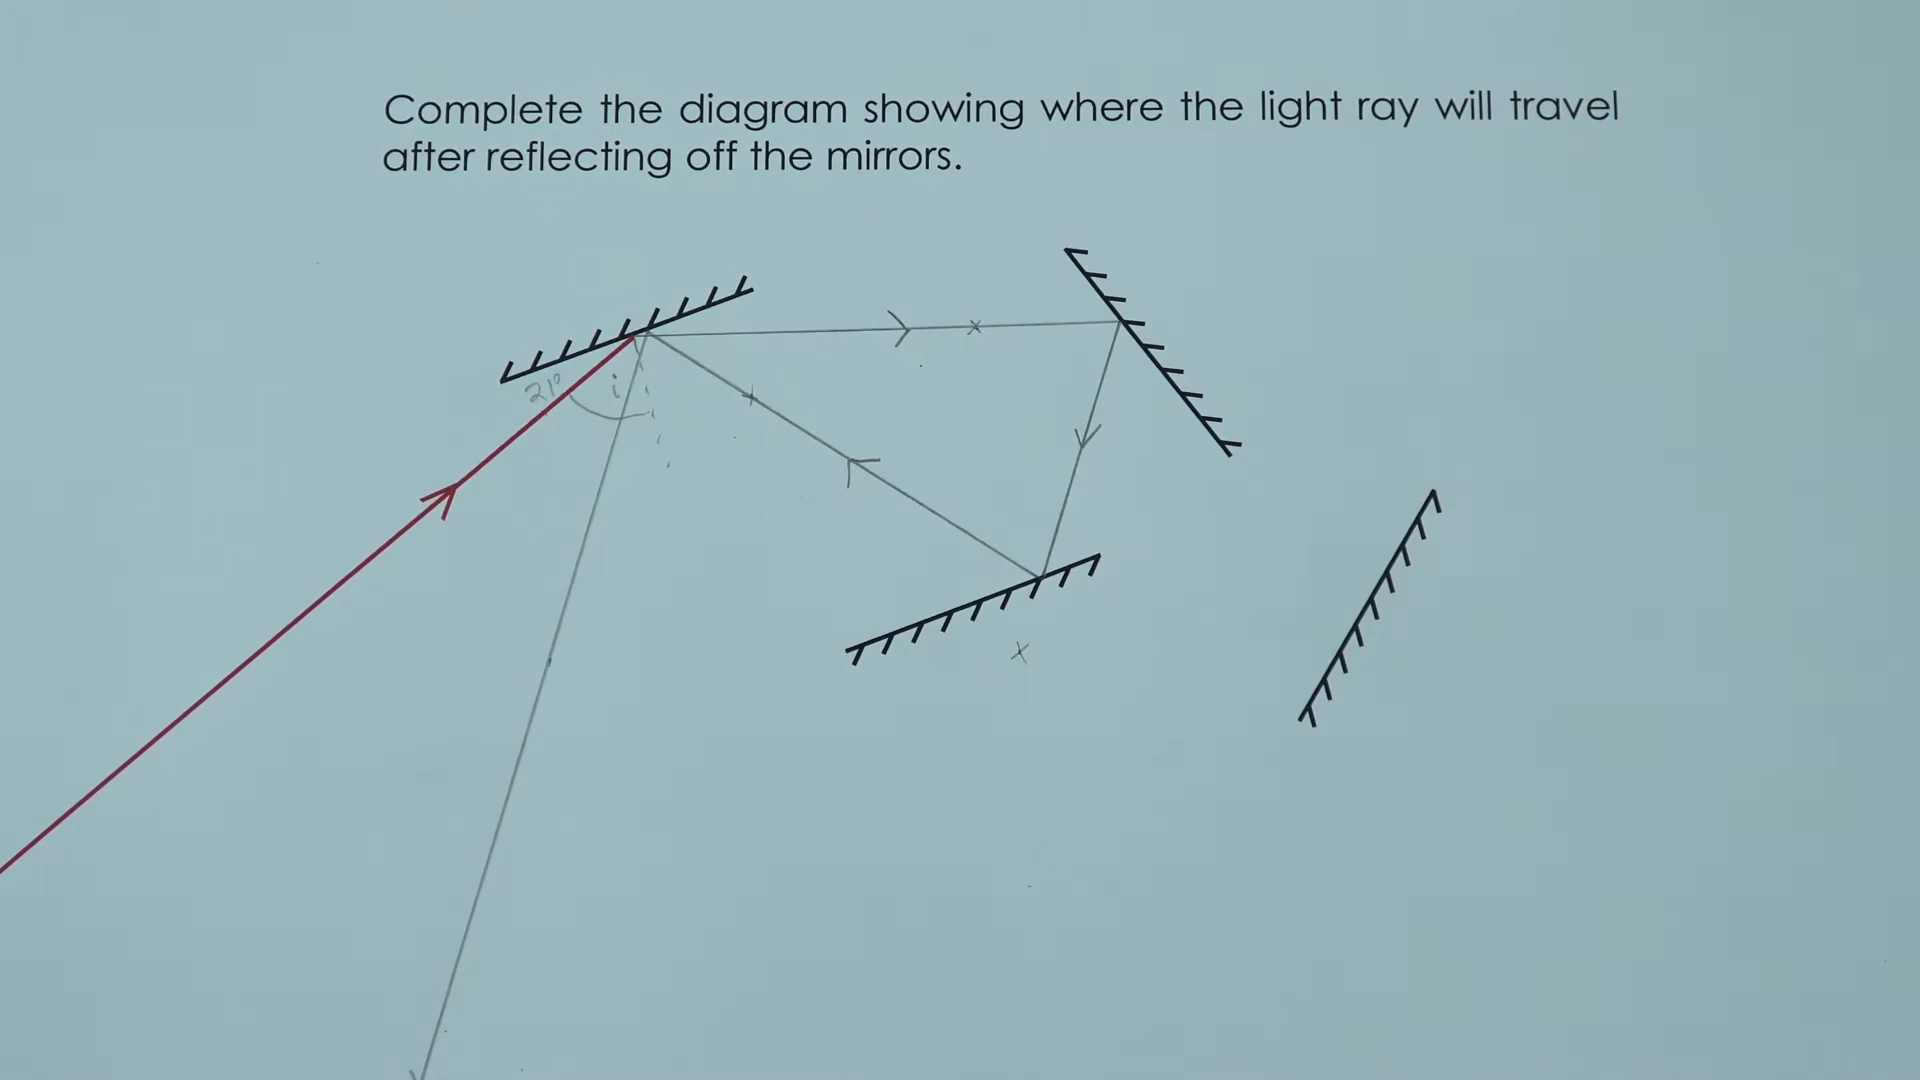 Complete the diagram showing where the light ray will travel
after reflecting off the mirrors.
21° i